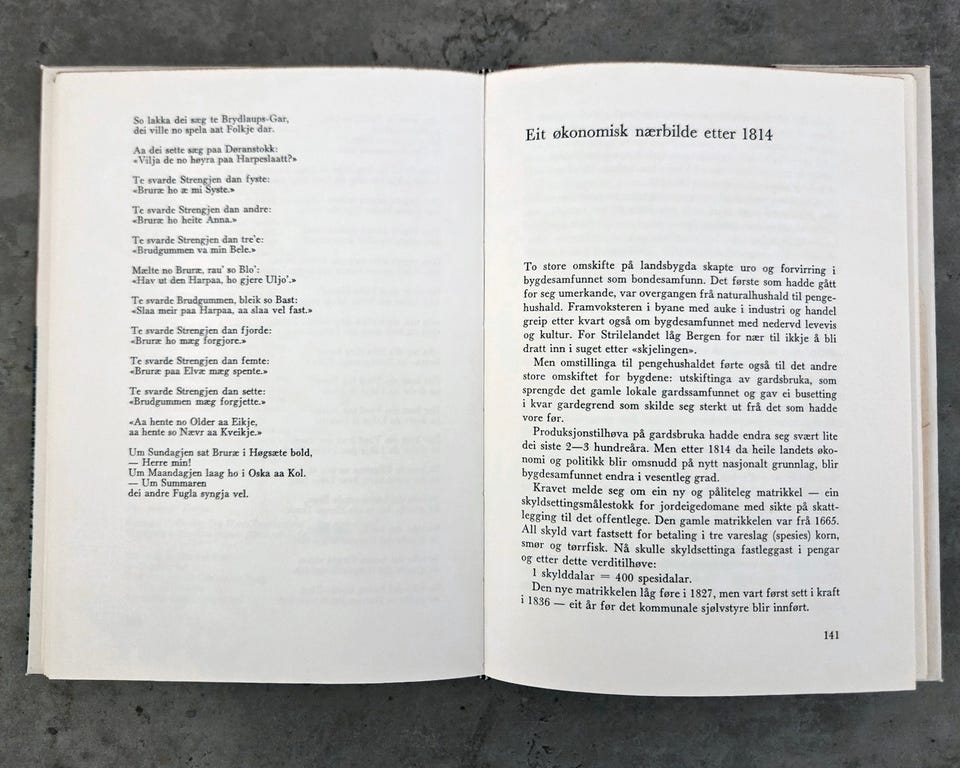 So lakka dei sæg te Brydlaups-Gar,
dei ville no spela aat Folkje dar.
Aa dei sette sæg paa Døranstokk:
«Vilja de no høyra paa Harpeslaatt?»
Te svarde Strengjen dan fyste:
«Bruræ ho æ mi Syste.»
Te svarde Strengjen dan andre:
«Bruræ ho heite Anna.»
Te svarde Strengjen dan tre'e:
«Brudgummen va min Bele.»
Mælte no Bruræ, rau' so Blo':
«Hav ut den Harpaa, ho gjere Uljo'.»
Te svarde Brudgummen, bleik so Bast:
«Slaa meir paa Harpaa, aa slaa vel fast.»
Te svarde Strengjen dan fjorde:
«Bruræ ho mæg forgjore.»
Te svarde Strengjen dan femte:
«Bruræ paa Elvæ mæg spente.»
Te svarde Strengjen dan sette:
«Brudgummen mæg forgjette.»
«Aa hente no Older aa Eikje,
aa hente so Nævr aa Kveikje.»
Um Sundagjen sat Bruræ i Høgsæte bold,
— Herre min!
Um Maandagjen laag ho i Oska aa Kol.
— Um Summaren
dei andre Fugla syngja vel.
Eit økonomisk nærbilde etter 1814
To store omskifte på landsbygda skapte uro og forvirring i
bygdesamfunnet som bondesamfunn. Det første som hadde gått
for seg umerkande, var overgangen frå naturalhushald til penge-
hushald. Framvoksteren i byane med auke i industri og handel
greip etter kvart også om bygdesamfunnet med nedervd levevis
og kultur. For Strilelandet låg Bergen for nær til ikkje å bli
dratt inn i suget etter «skjelingen».
Men omstillinga til pengehushaldet førte også til det andre
store omskiftet for bygdene: utskiftinga av gardsbruka, som
sprengde det gamle lokale gardssamfunnet og gav ei busetting
i kvar gardegrend som skilde seg sterkt ut frå det som hadde
vore før.
Produksjonstilhøva på gardsbruka hadde endra seg svært lite
dei siste 2—3 hundreåra. Men etter 1814 da heile landets øko-
nomi og politikk blir omsnudd på nytt nasjonalt grunnlag, blir
bygdesamfunnet endra i vesentleg grad.
Kravet melde seg om ein ny og påliteleg matrikkel — ein
skyldsettingsmålestokk for jordeigedomane med sikte på skatt-
legging til det offentlege. Den gamle matrikkelen var frå 1665.
All skyld vart fastsett for betaling i tre vareslag (spesies) korn,
smør og tørrfisk. Nå skulle skyldsettinga fastleggast i pengar
og etter dette verditilhøve:
1 skylddalar = 400 spesidalar.
Den nye matrikkelen låg føre i 1827, men vart først sett i kraft
i 1836 — eit år før det kommunale sjølvstyre blir innført.
141